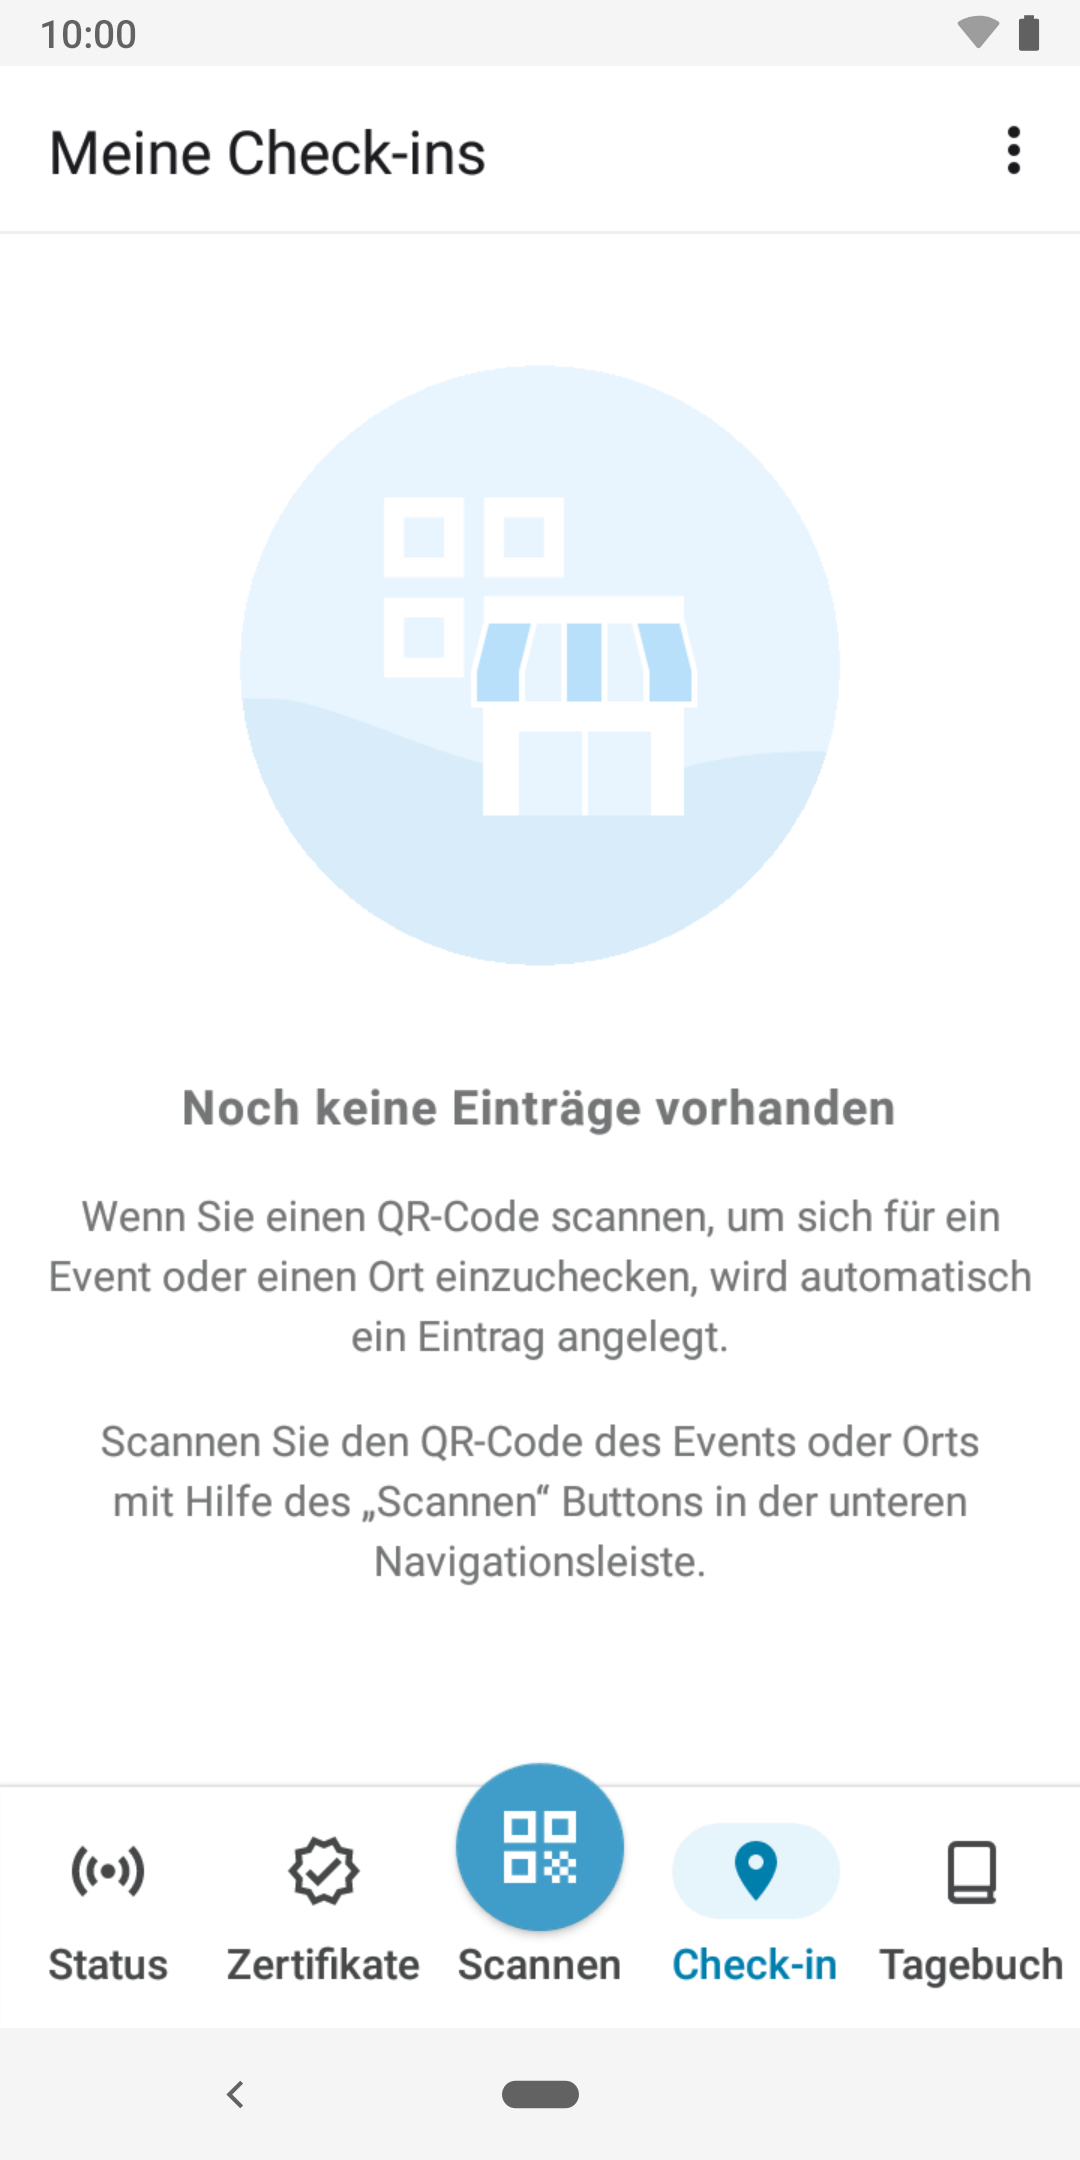 10:00
Meine Check-ins
Noch keine Einträge vorhanden
Wenn Sie einen QR-Code scannen, um sich für ein
Event oder einen Ort einzuchecken, wird automatisch
ein Eintrag angelegt.
Scannen Sie den QR-Code des Events oder Orts
mit Hilfe des „Scannen“ Buttons in der unteren
Navigationsleiste.
Status
Zertifikate
Scannen
Check-in
Tagebuch